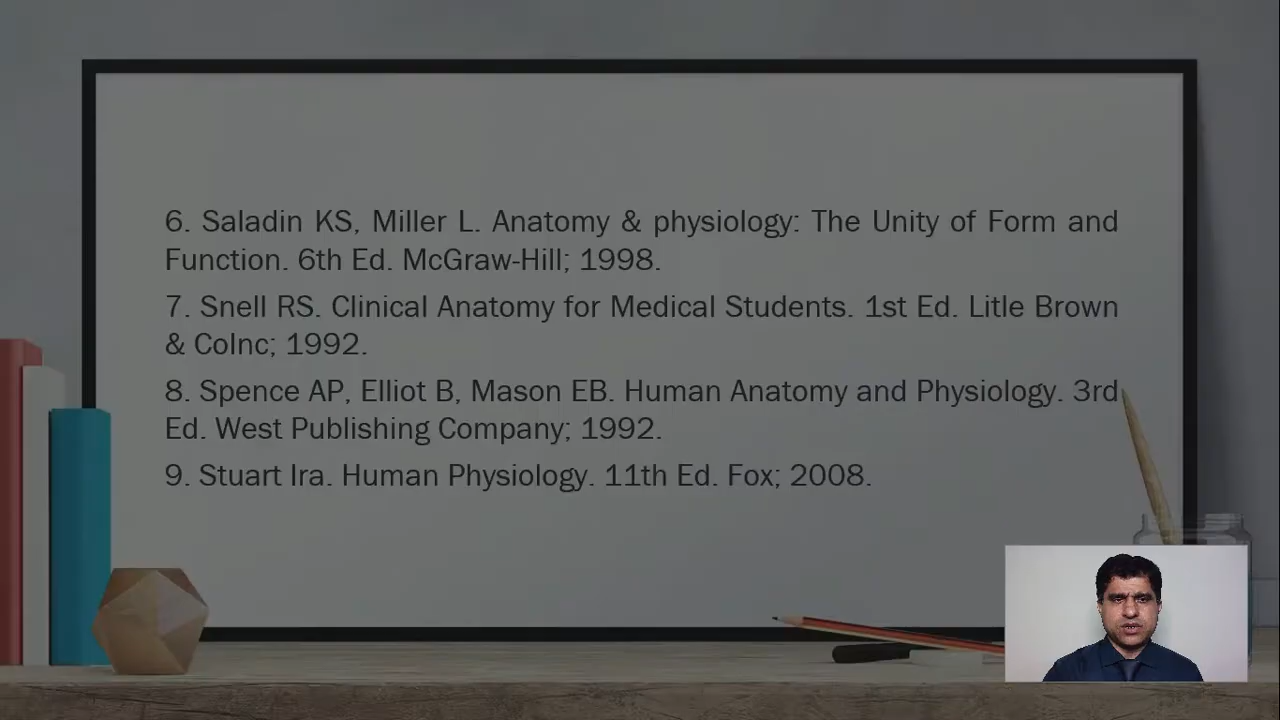 6. Saladin KS, Miller L. Anatomy & physiology: The Unity of Form and
Function. 6th Ed. McGraw-Hill; 1998.
7. Snell RS. Clinical Anatomy for Medical Students. 1st Ed. Litle Brown
& CoInc; 1992.
8. Spence AP, Elliot B, Mason EB. Human Anatomy and Physiology. 3rd
Ed. West Publishing Company; 1992.
9. Stuart Ira. Human Physiology. 11th Ed. Fox; 2008.